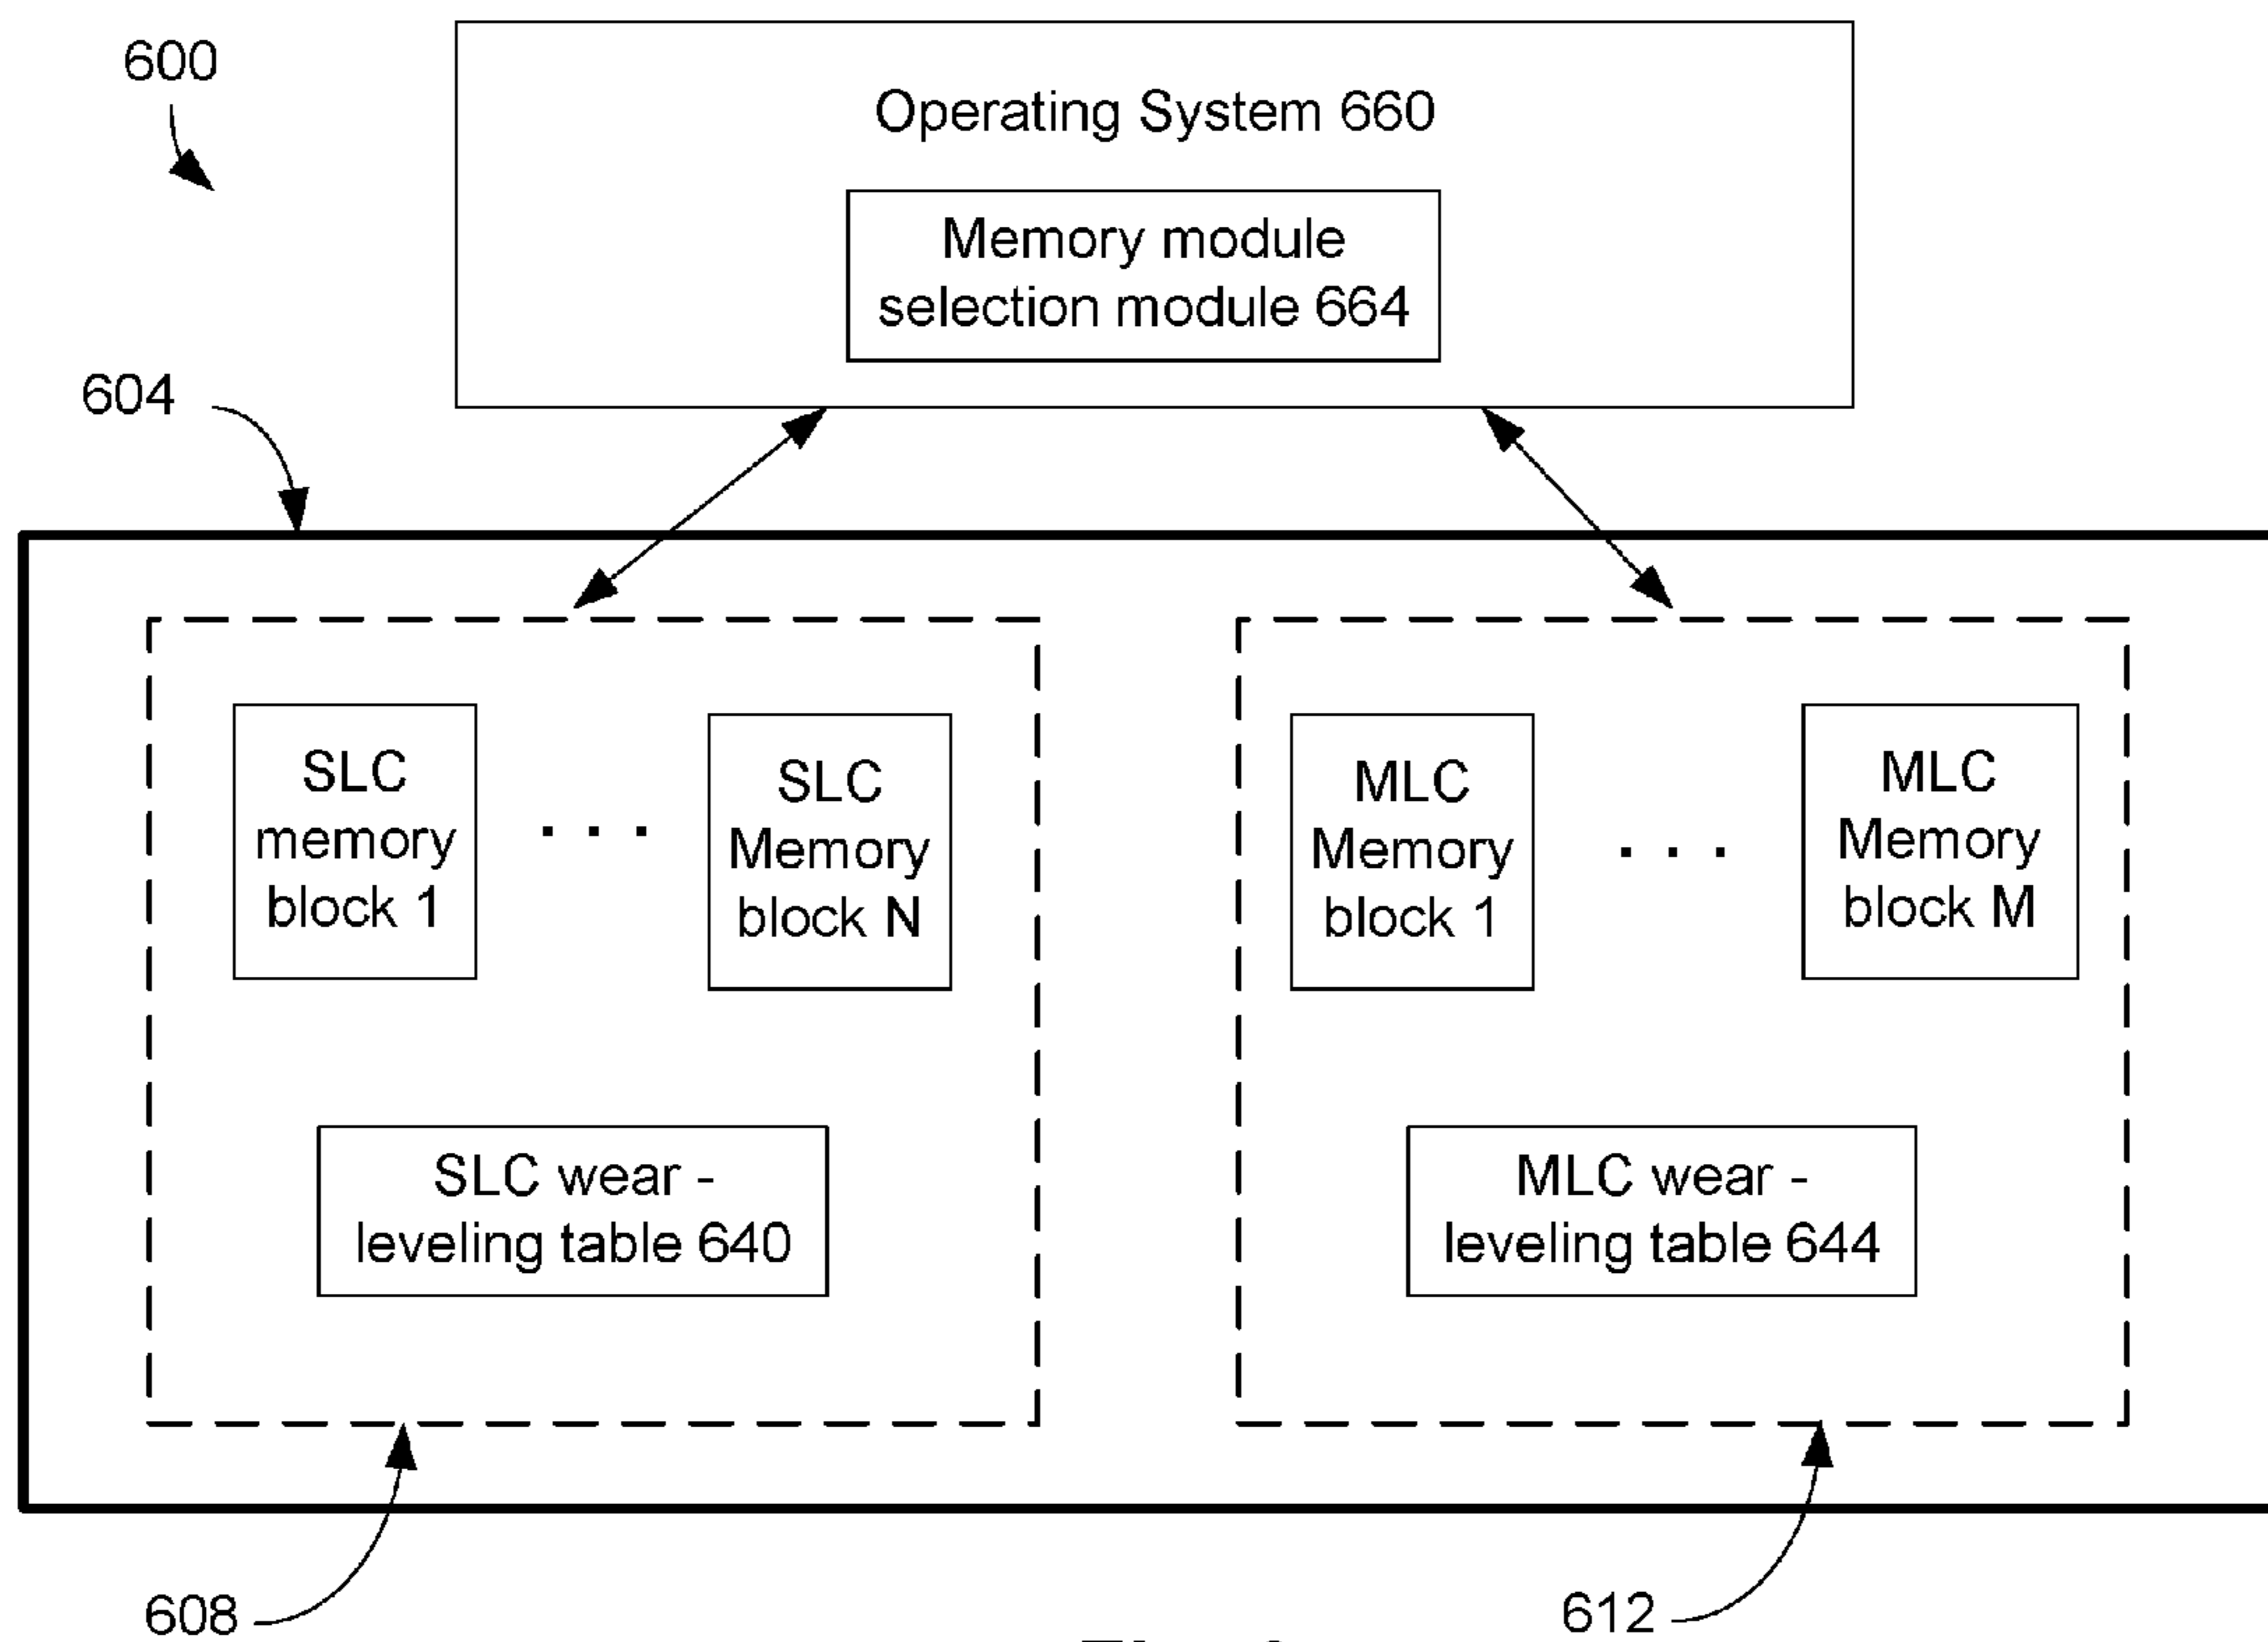 600
Operating System 660
Memory module
selection module 664
604
SLC
memory
block 1
. . .
SLC
Memory
block N
MLC
Memory
block 1
. . .
MLC
Memory
block M
SLC wear -
leveling table 640
MLC wear -
leveling table 644
608
612